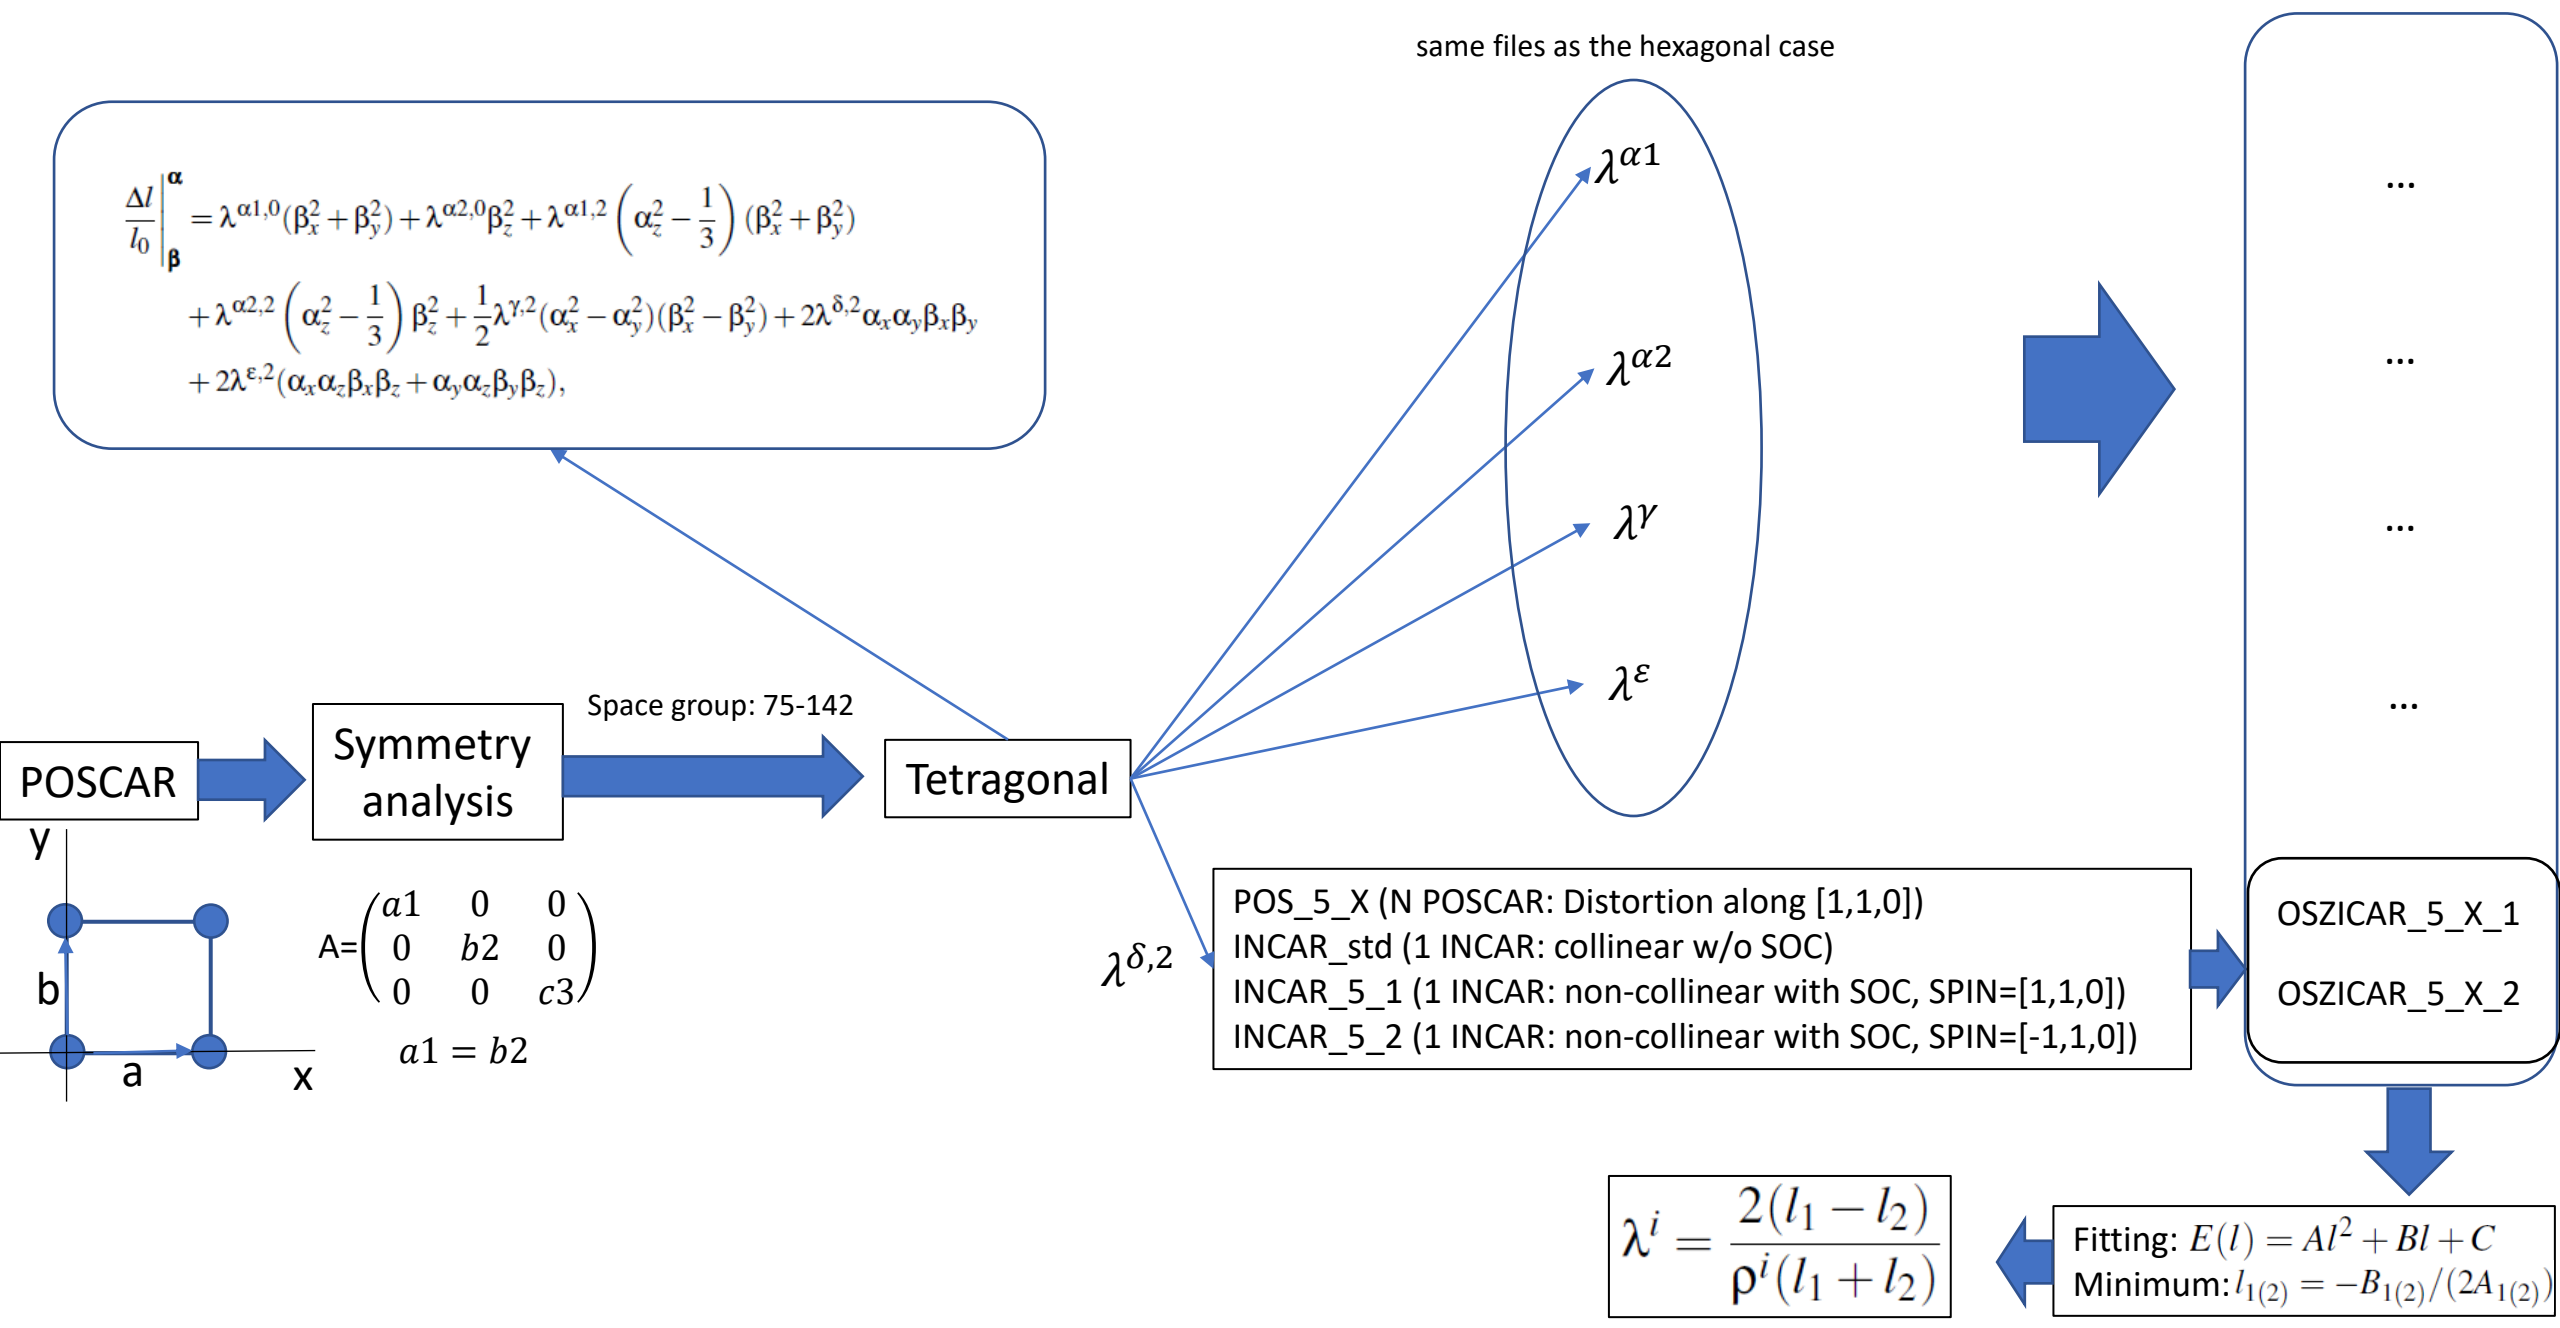 same files as the hexagonal case
Δl/l₀ |^α_β = λ^{α1,0}(β_x² + β_y²) + λ^{α2,0}β_z² + λ^{α1,2}(α_z² − 1/3)(β_x² + β_y²)
+ λ^{α2,2}(α_z² − 1/3)β_z² + 1/2 λ^{γ,2}(α_x² − α_y²)(β_x² − β_y²) + 2λ^{δ,2}α_xα_yβ_xβ_y
+ 2λ^{ε,2}(α_xα_zβ_xβ_z + α_yα_zβ_yβ_z),
λ^{α1}
...
λ^{α2}
...
λ^γ
...
λ^ε
...
POSCAR
Symmetry
analysis
Space group: 75-142
Tetragonal
y
b
a
x
A=
a1 0 0
0 b2 0
0 0 c3
a1 = b2
λ^{δ,2}
POS_5_X (N POSCAR: Distortion along [1,1,0])
INCAR_std (1 INCAR: collinear w/o SOC)
INCAR_5_1 (1 INCAR: non-collinear with SOC, SPIN=[1,1,0])
INCAR_5_2 (1 INCAR: non-collinear with SOC, SPIN=[-1,1,0])
OSZICAR_5_X_1
OSZICAR_5_X_2
Fitting: E(l) = Al² + Bl + C
Minimum: l_{1(2)} = −B_{1(2)}/(2A_{1(2)})
λ^i = 2(l₁ − l₂) / ρ^i(l₁ + l₂)